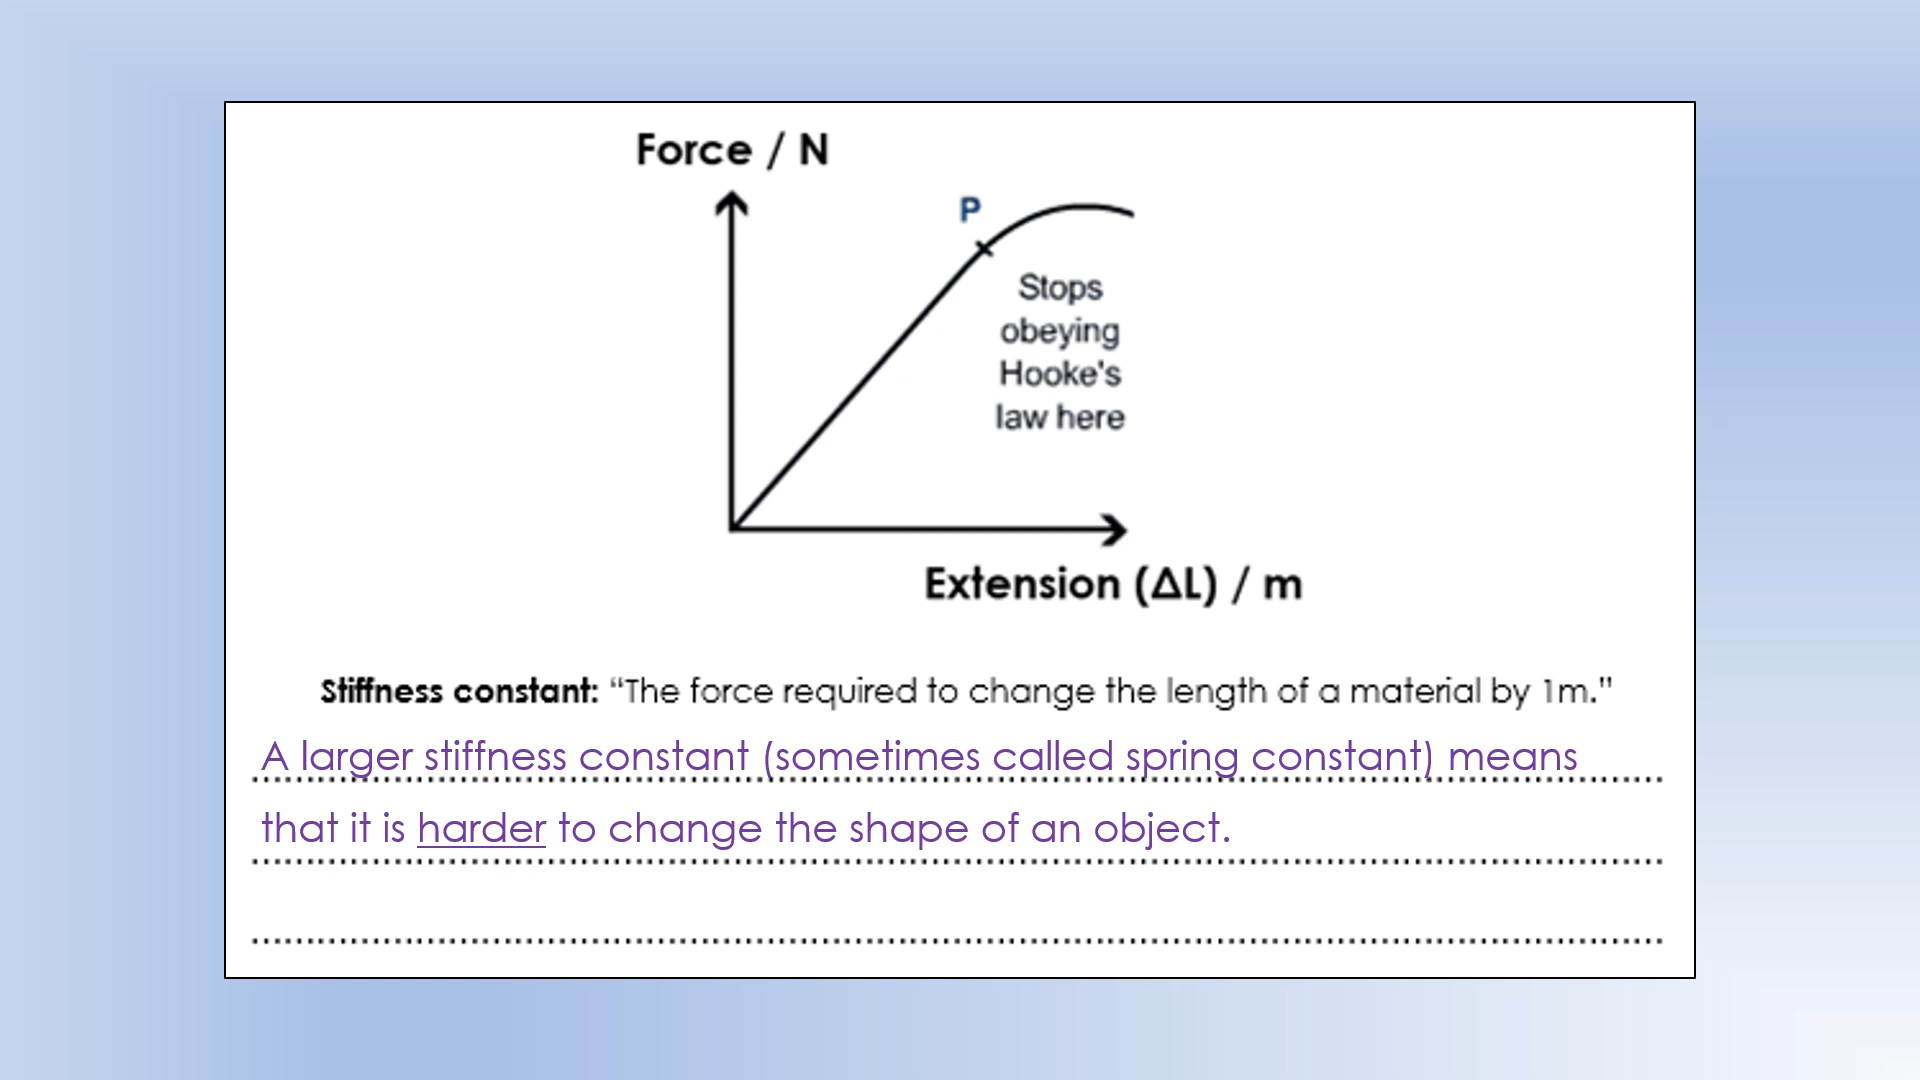 Force / N
P
Stops
obeying
Hooke's
law here
Extension (ΔL) / m
Stiffness constant: “The force required to change the length of a material by 1m.”
A larger stiffness constant (sometimes called spring constant) means
that it is harder to change the shape of an object.